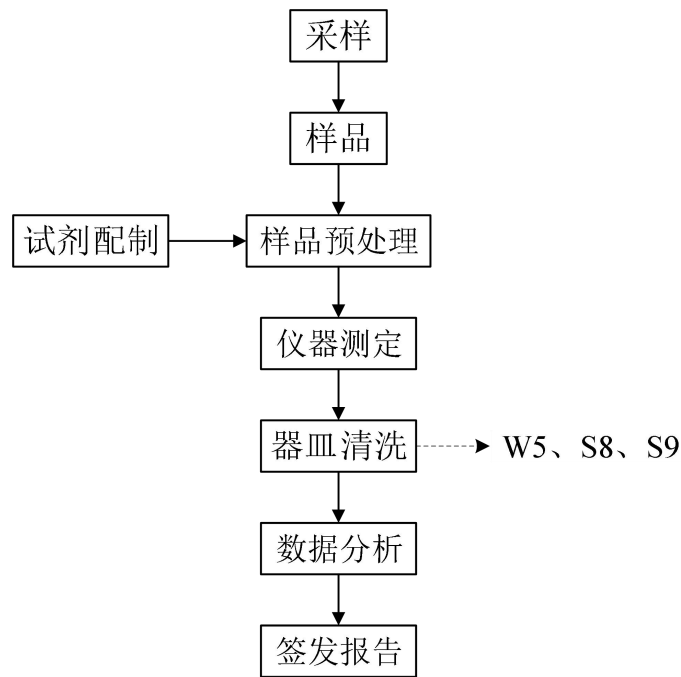 采样
样品
试剂配制
样品预处理
仪器测定
器皿清洗
W5、S8、S9
数据分析
签发报告